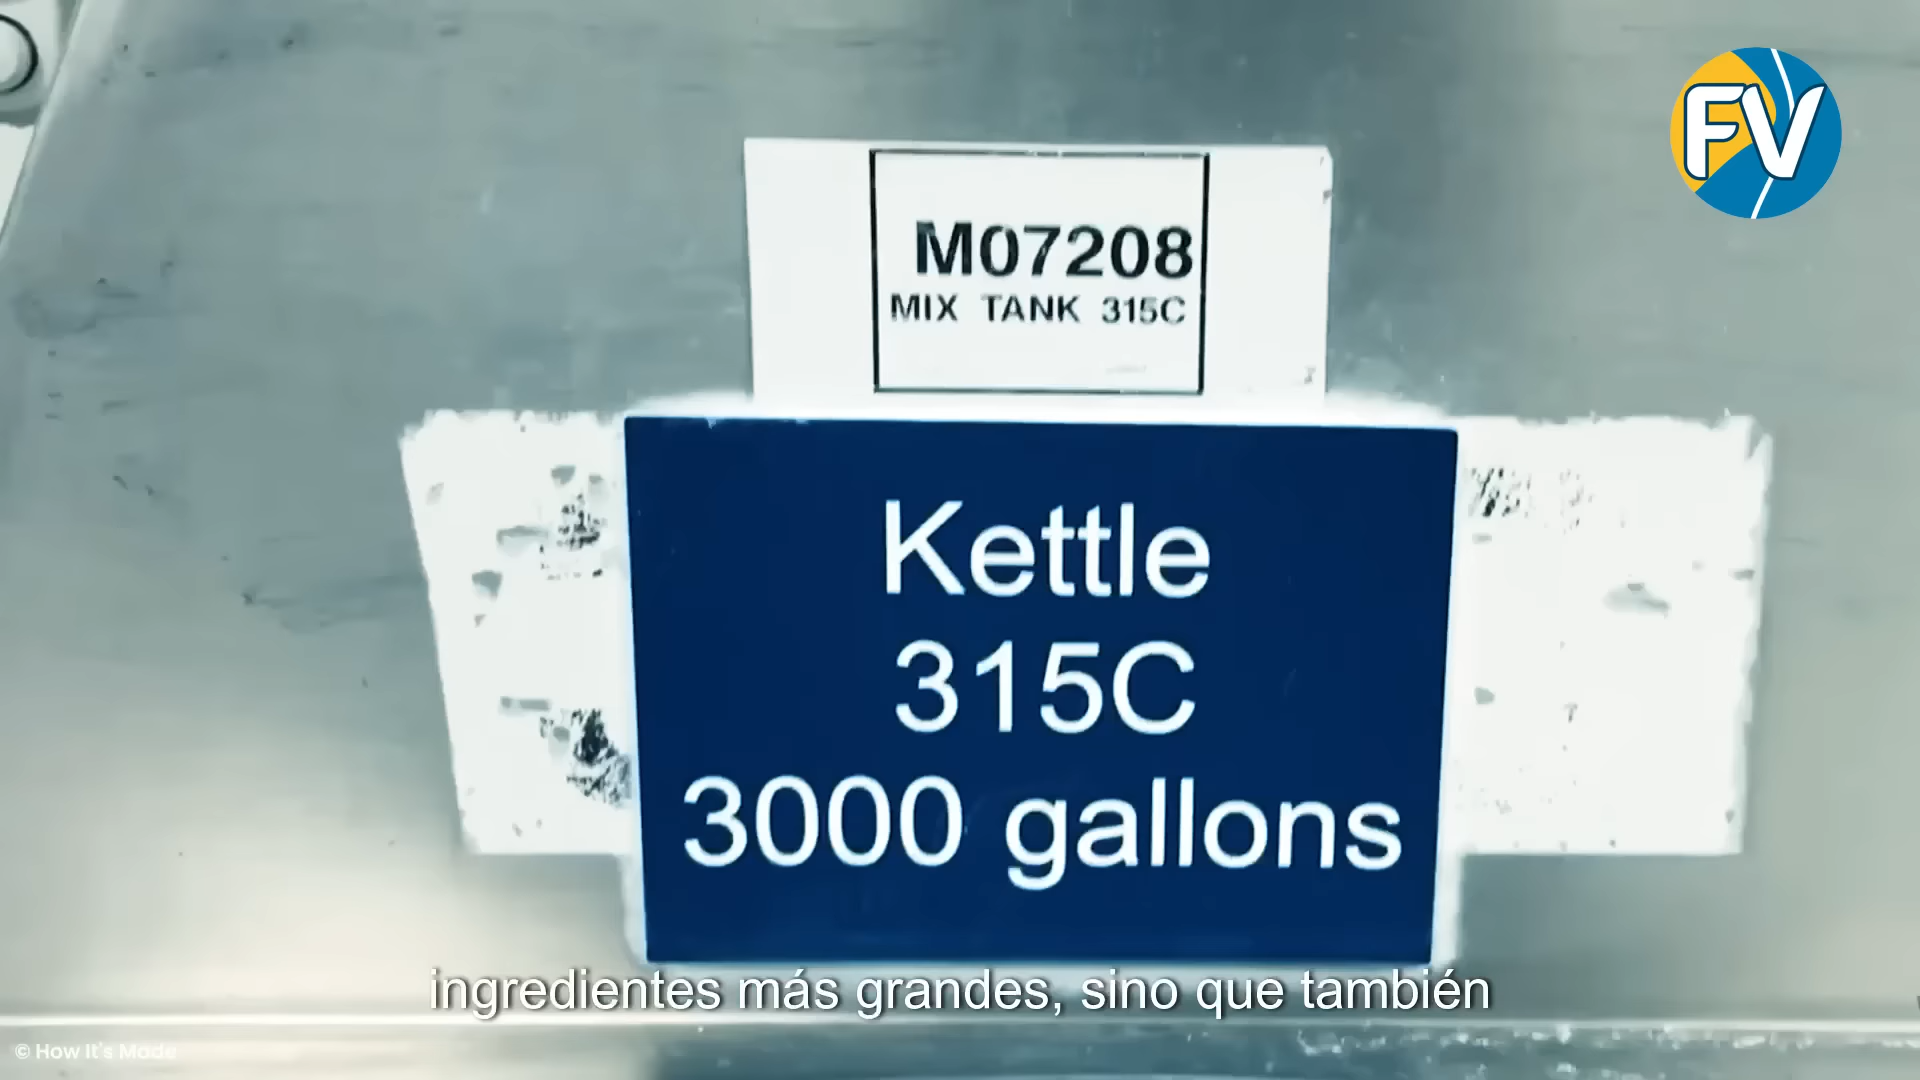 FV
M07208
MIX TANK 315C
Kettle
315C
3000 gallons
ingredientes más grandes, sino que también
© How It's Made